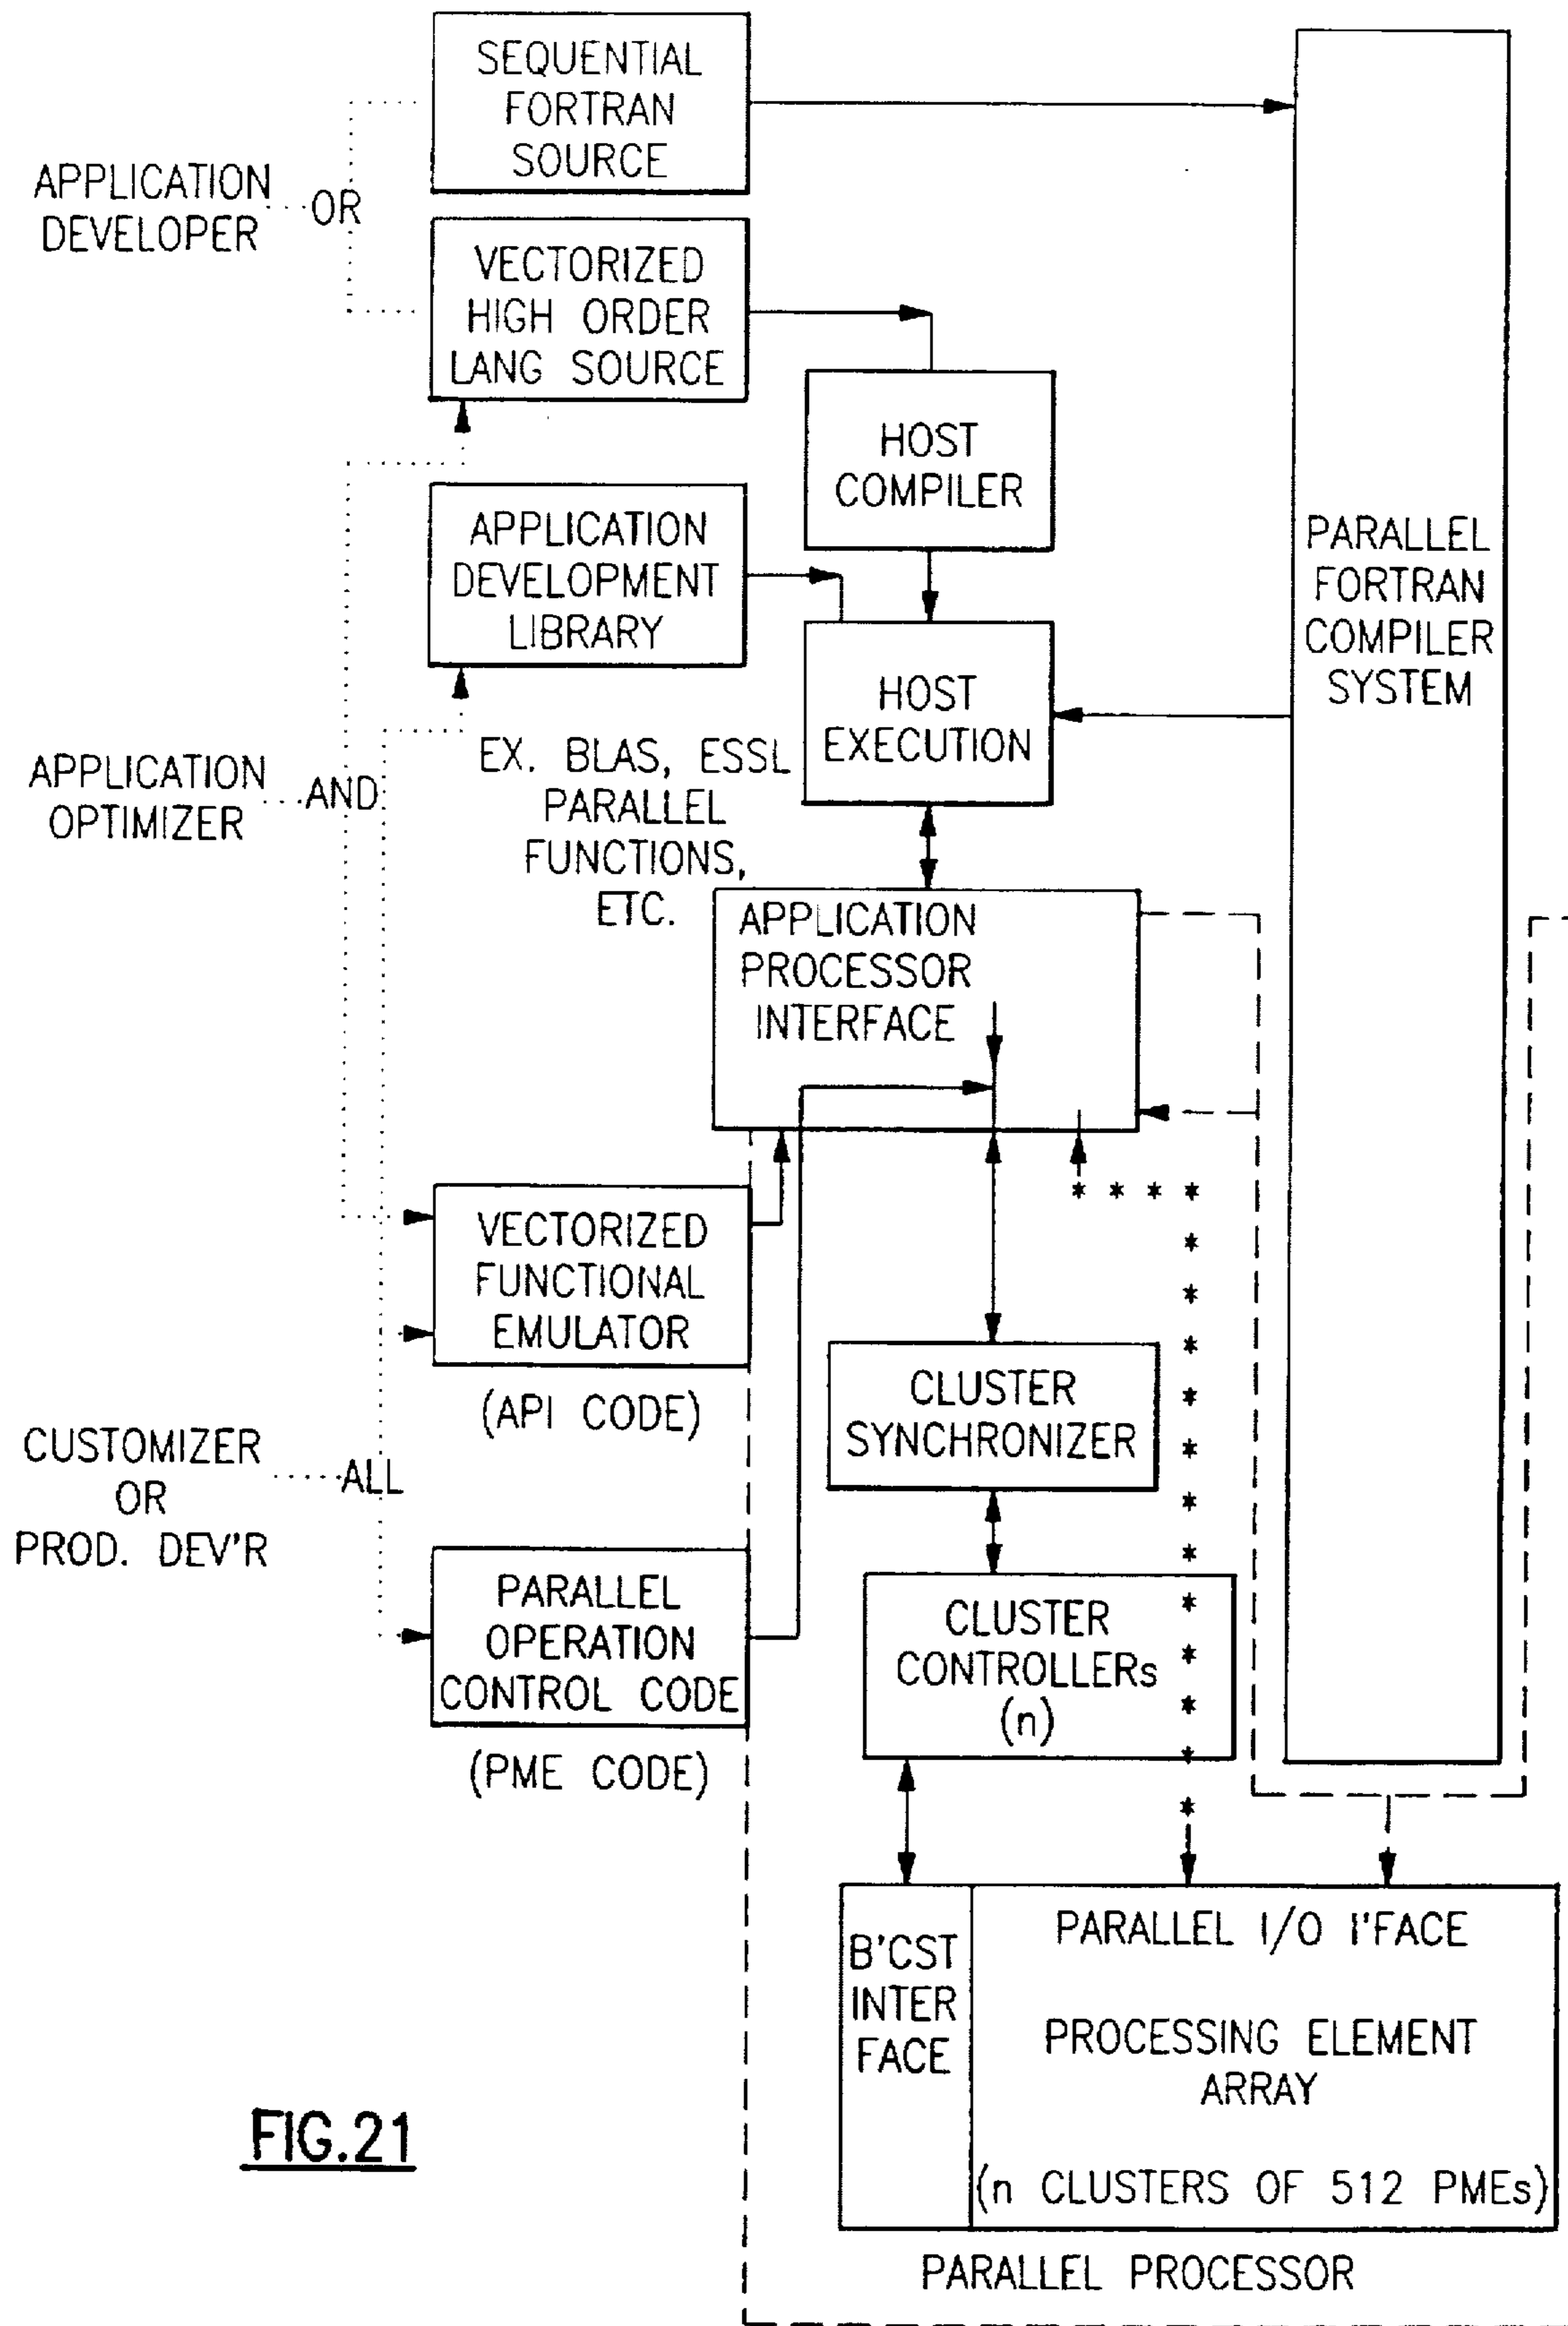 SEQUENTIAL
FORTRAN
SOURCE
APPLICATION
DEVELOPER
OR
VECTORIZED
HIGH ORDER
LANG SOURCE
HOST
COMPILER
APPLICATION
DEVELOPMENT
LIBRARY
PARALLEL
FORTRAN
COMPILER
SYSTEM
HOST
EXECUTION
EX. BLAS, ESSL
PARALLEL
FUNCTIONS,
ETC.
APPLICATION
OPTIMIZER
AND
APPLICATION
PROCESSOR
INTERFACE
VECTORIZED
FUNCTIONAL
EMULATOR
(API CODE)
CLUSTER
SYNCHRONIZER
CUSTOMIZER
OR
PROD. DEV'R
ALL
PARALLEL
OPERATION
CONTROL CODE
(PME CODE)
CLUSTER
CONTROLLERs
(n)
B'CST
INTER
FACE
PARALLEL I/O I'FACE
PROCESSING ELEMENT
ARRAY
(n CLUSTERS OF 512 PMEs)
PARALLEL PROCESSOR
FIG.21